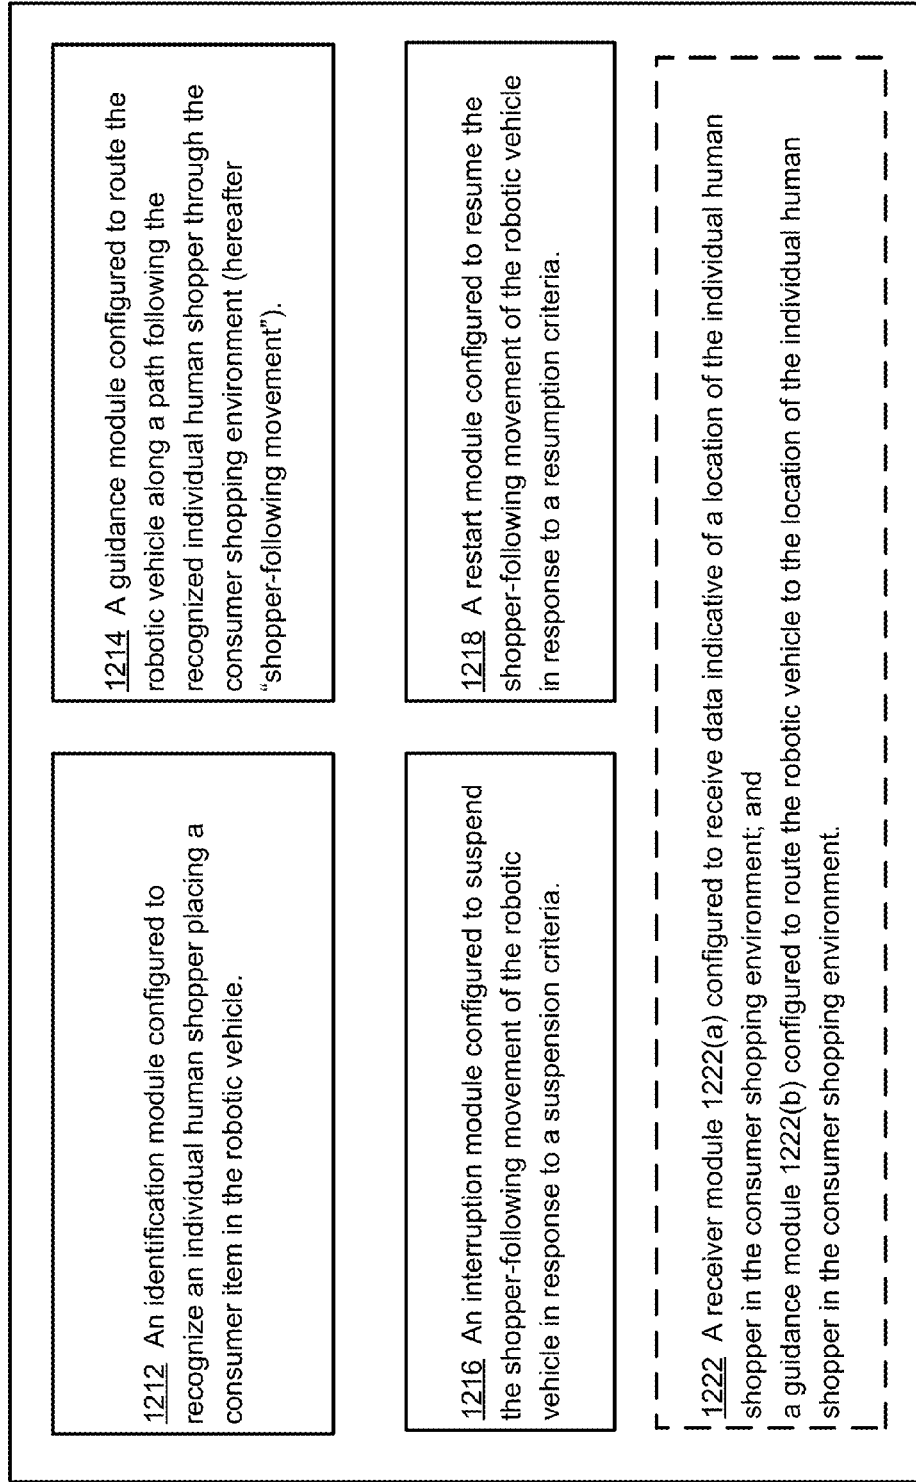 1212 An identification module configured to
recognize an individual human shopper placing a
consumer item in the robotic vehicle.
1214 A guidance module configured to route the
robotic vehicle along a path following the
recognized individual human shopper through the
consumer shopping environment (hereafter
“shopper-following movement”).
1216 An interruption module configured to suspend
the shopper-following movement of the robotic
vehicle in response to a suspension criteria.
1218 A restart module configured to resume the
shopper-following movement of the robotic vehicle
in response to a resumption criteria.
1222 A receiver module 1222(a) configured to receive data indicative of a location of the individual human
shopper in the consumer shopping environment; and
a guidance module 1222(b) configured to route the robotic vehicle to the location of the individual human
shopper in the consumer shopping environment.